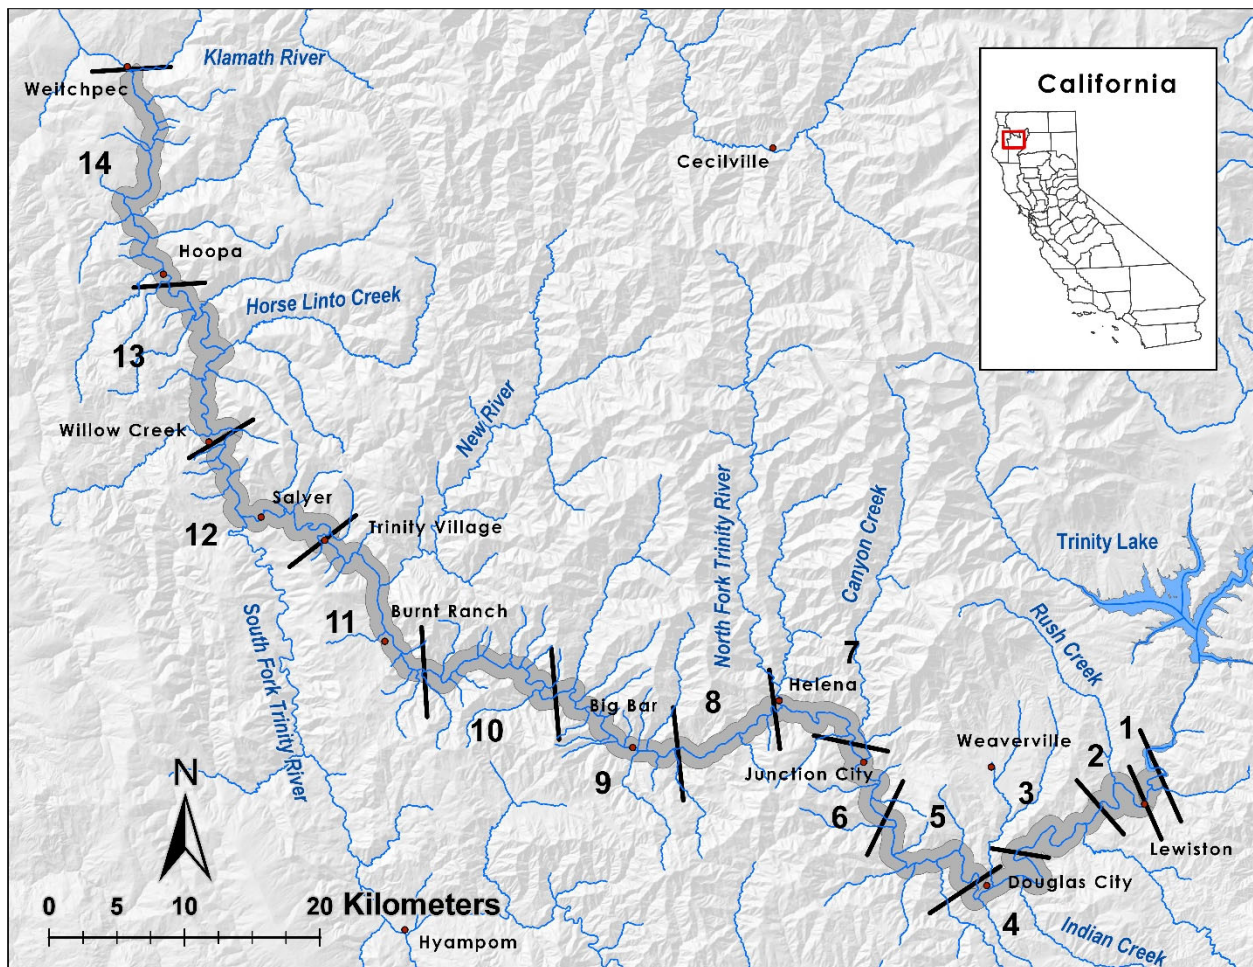 Klamath River
Weitchpec
California
Cecilville
14
Hoopa
Horse Linto Creek
13
New River
Willow Creek
North Fork Trinity River
Canyon Creek
Salyer
12
Trinity Village
Trinity Lake
11
Burnt Ranch
South Fork Trinity River
Rush Creek
7
Helena
8
Big Bar
10
1
Weaverville
2
N
9
Junction City
3
6
5
Lewiston
Douglas City
4
Indian Creek
0 5 10 20 Kilometers
Hyampom